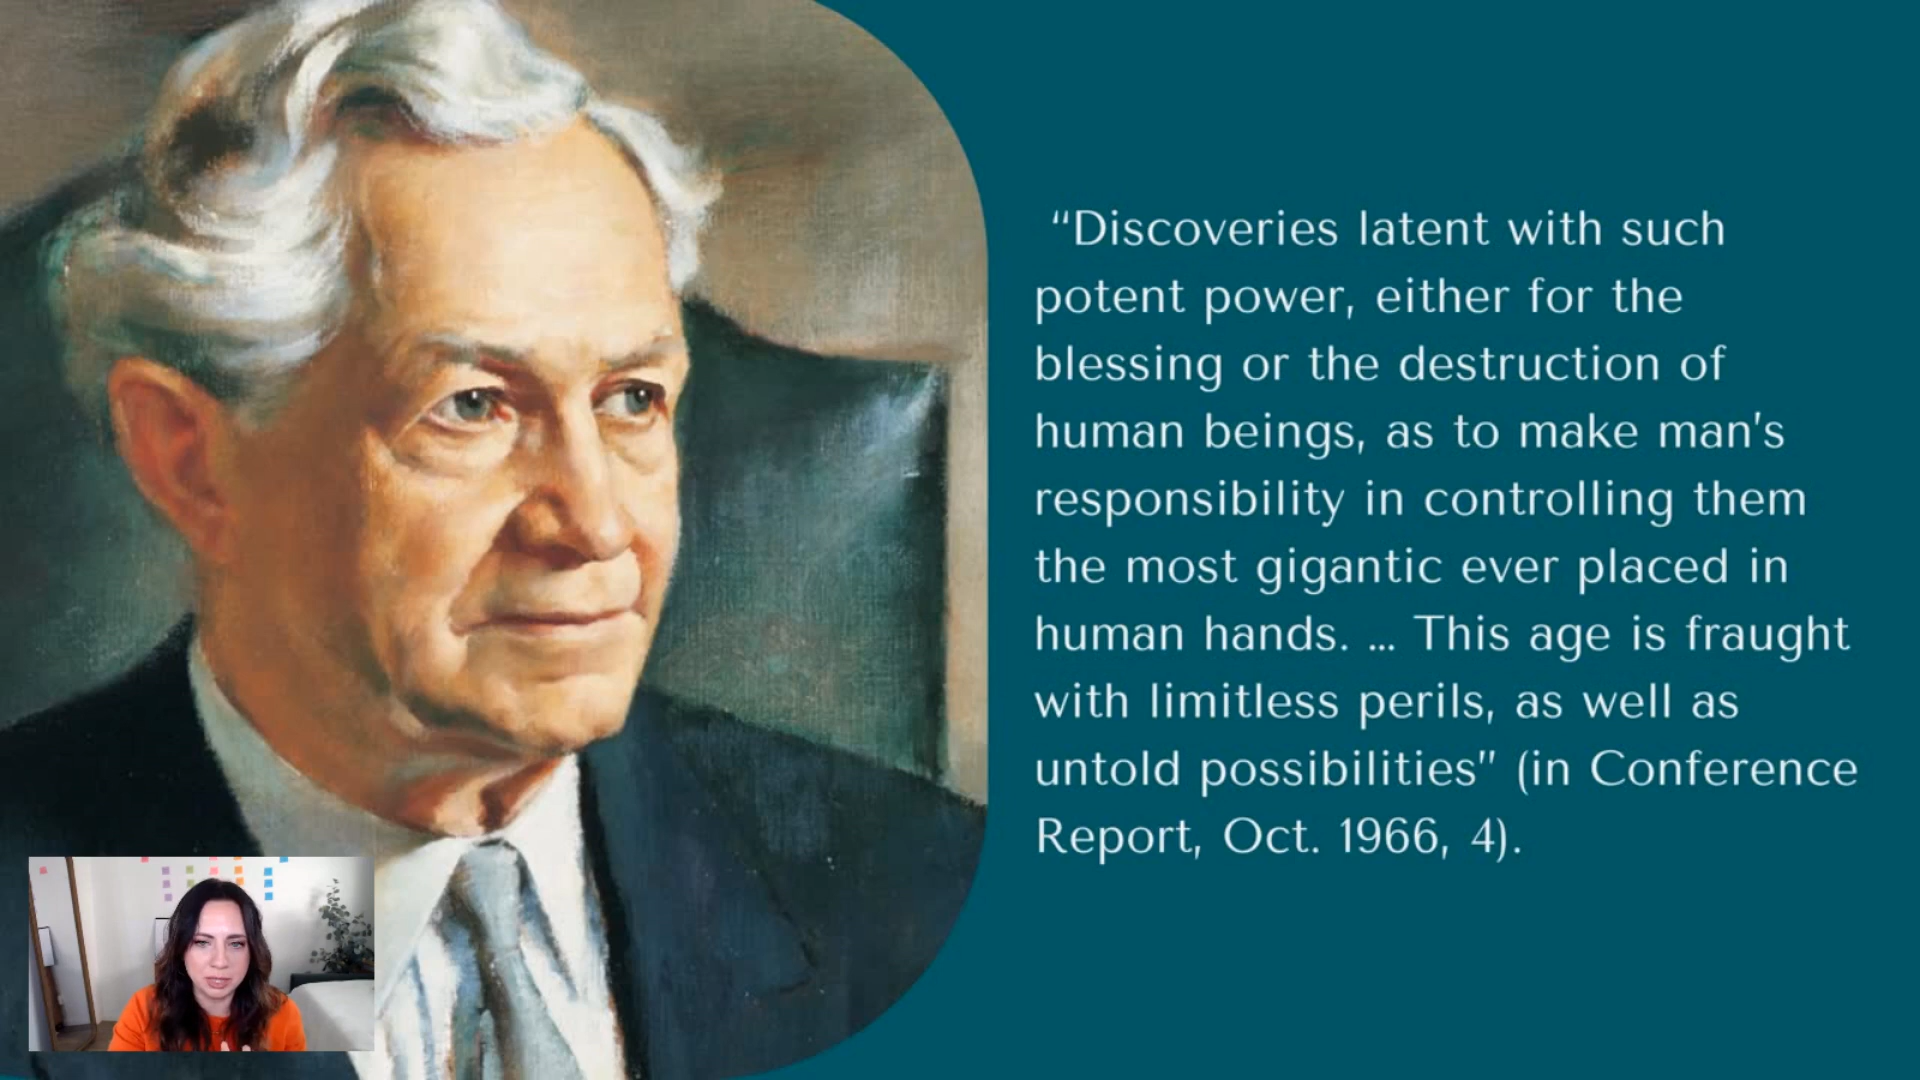 “Discoveries latent with such
potent power, either for the
blessing or the destruction of
human beings, as to make man’s
responsibility in controlling them
the most gigantic ever placed in
human hands. ... This age is fraught
with limitless perils, as well as
untold possibilities” (in Conference
Report, Oct. 1966, 4).